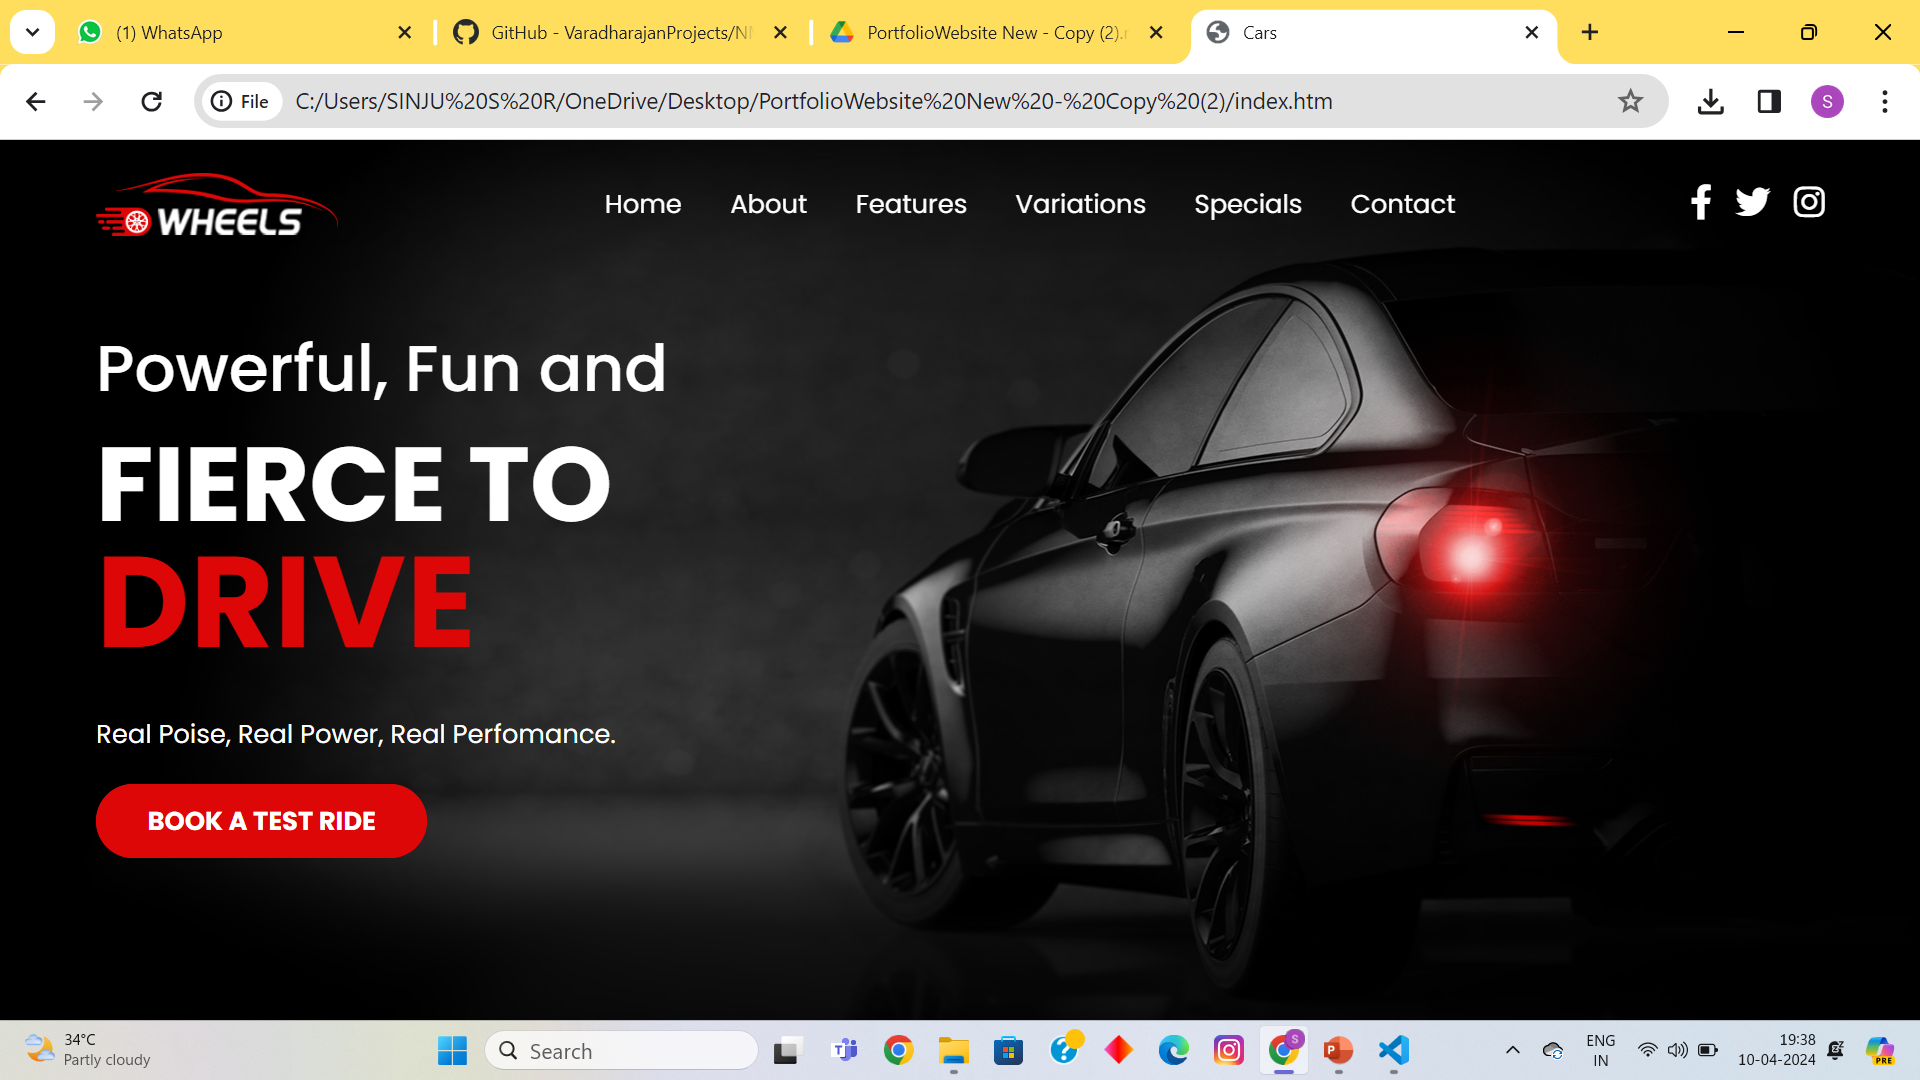 (1) WhatsApp
GitHub - VaradharajanProjects/
PortfolioWebsite New - Copy (2).
Cars
File
C:/Users/SINJU%20S%20R/OneDrive/Desktop/PortfolioWebsite%20New%20-%20Copy%20(2)/index.htm
S
WHEELS
Home
About
Features
Variations
Specials
Contact
Powerful, Fun and
FIERCE TO
DRIVE
Real Poise, Real Power, Real Perfomance.
BOOK A TEST RIDE
34°C
Partly cloudy
Search
S
ENG
IN
19:38
10-04-2024
PRE